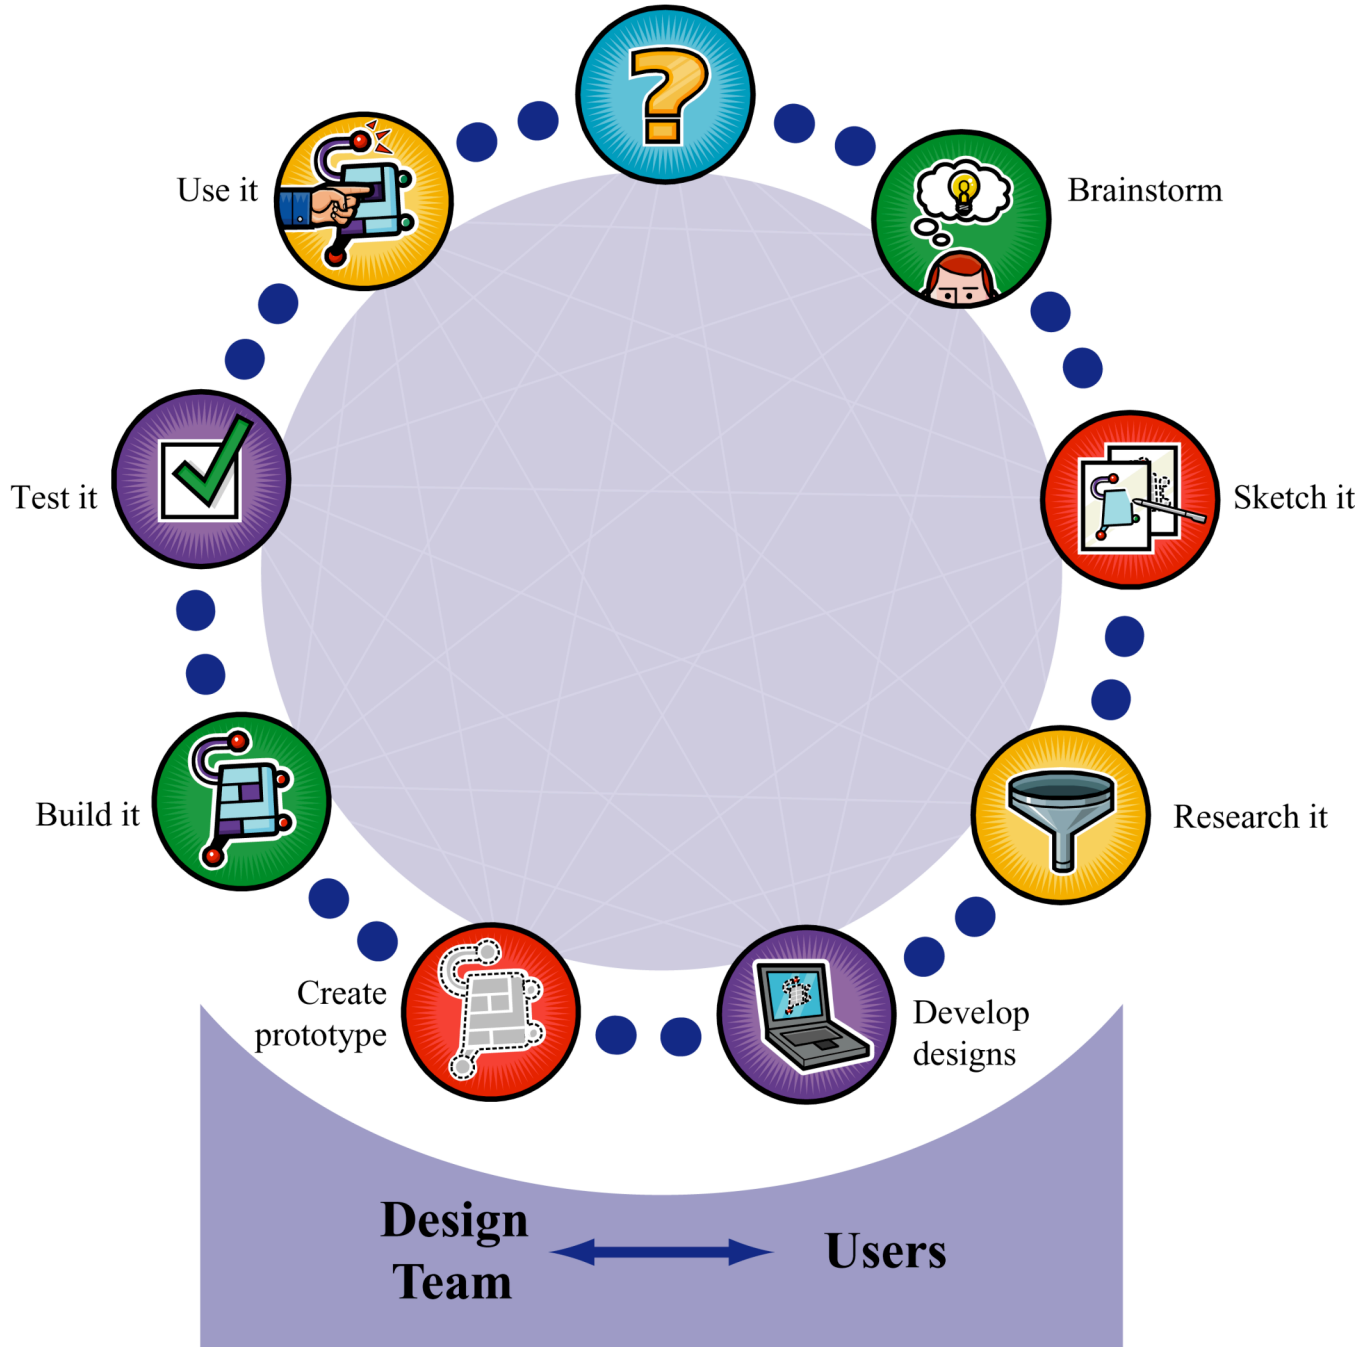 ?
Brainstorm
Sketch it
Research it
Develop
designs
Create
prototype
Build it
Test it
Use it
Design
Team
Users